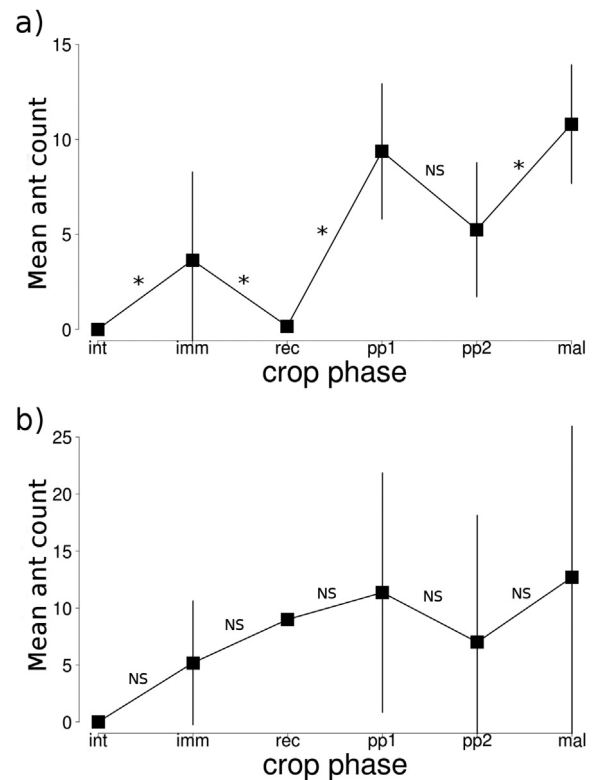 a)
15
10
5
0
Mean ant count
*
*
*
NS
*
int imm rec pp1 pp2 mal
crop phase
b)
25
20
15
10
5
0
Mean ant count
NS
NS
NS
NS
NS
int imm rec pp1 pp2 mal
crop phase